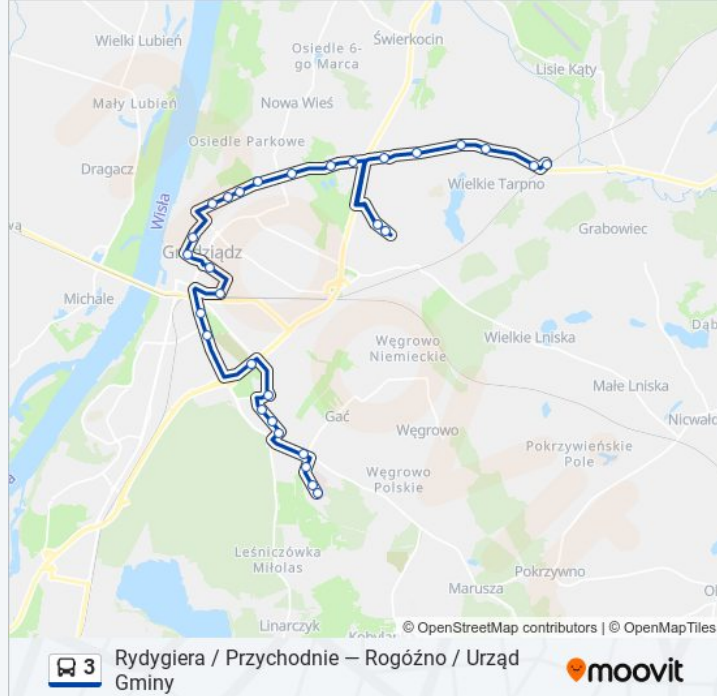 Wielki Lubień
Osiedle 6-
go Marca
Świerkocin
Lisie Kąty
Mały Lubień
Nowa Wieś
Osiedle Parkowe
Dragacz
Wisła
Wielkie Tarpno
Grabowiec
Grudziądz
Michale
Węgrowo
Niemieckie
Wielkie Lniska
Małe Lniska
Gać
Węgrowo
Pokrzywieńskie
Pole
Węgrowo
Polskie
Leśniczówka
Miłolas
Pokrzywno
Marusza
Linarczyk
© OpenStreetMap contributors | © OpenMapTiles
3
Rydygiera / Przychodnie — Rogóźno / Urząd
Gminy
moovit